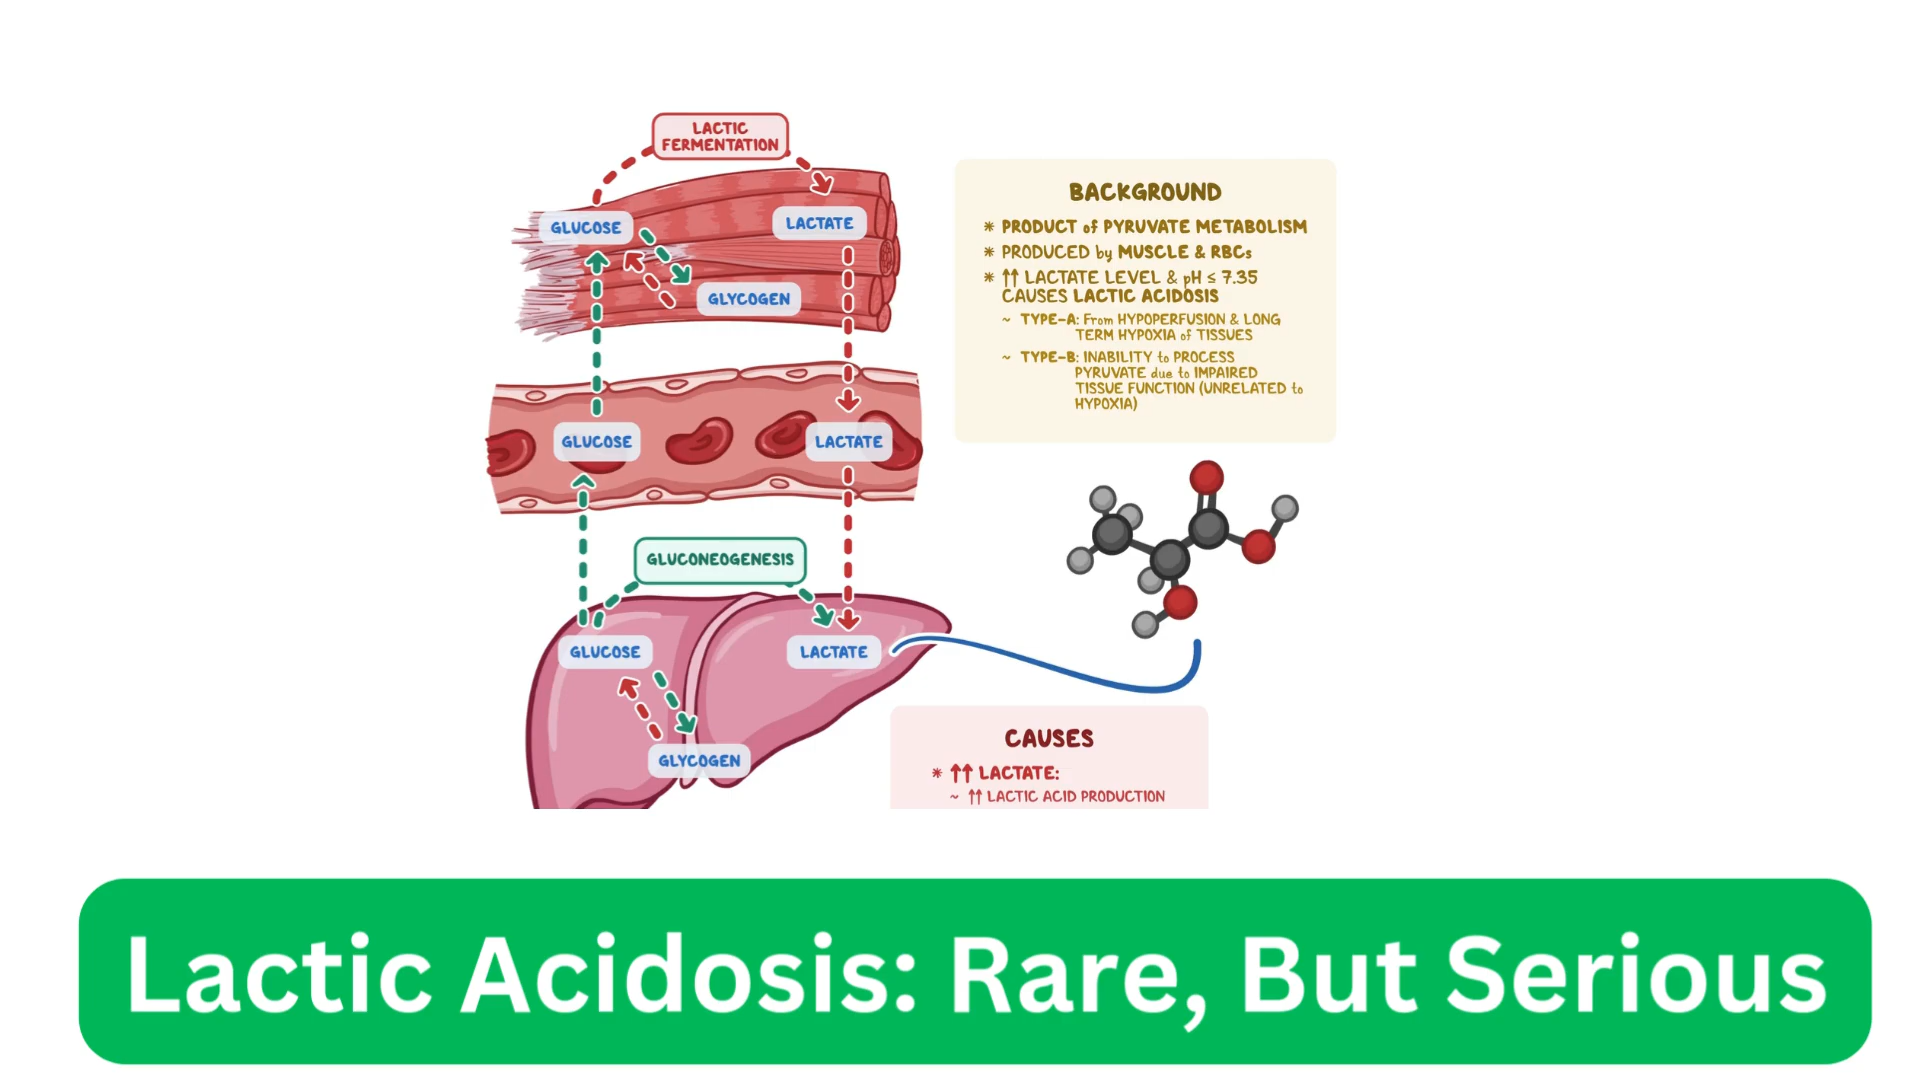 LACTIC
FERMENTATION
GLUCOSE
LACTATE
GLYCOGEN
GLUCOSE
LACTATE
GLUCONEOGENESIS
GLUCOSE
LACTATE
GLYCOGEN
BACKGROUND
* PRODUCT of PYRUVATE METABOLISM
* PRODUCED by MUSCLE & RBCs
* ↑↑ LACTATE LEVEL & pH ≤ 7.35
CAUSES LACTIC ACIDOSIS
~ TYPE-A: From HYPOPERFUSION & LONG
TERM HYPOXIA of TISSUES
~ TYPE-B: INABILITY to PROCESS
PYRUVATE due to IMPAIRED
TISSUE FUNCTION (UNRELATED to
HYPOXIA)
CAUSES
* ↑↑ LACTATE:
~ ↑↑ LACTIC ACID PRODUCTION
Lactic Acidosis: Rare, But Serious